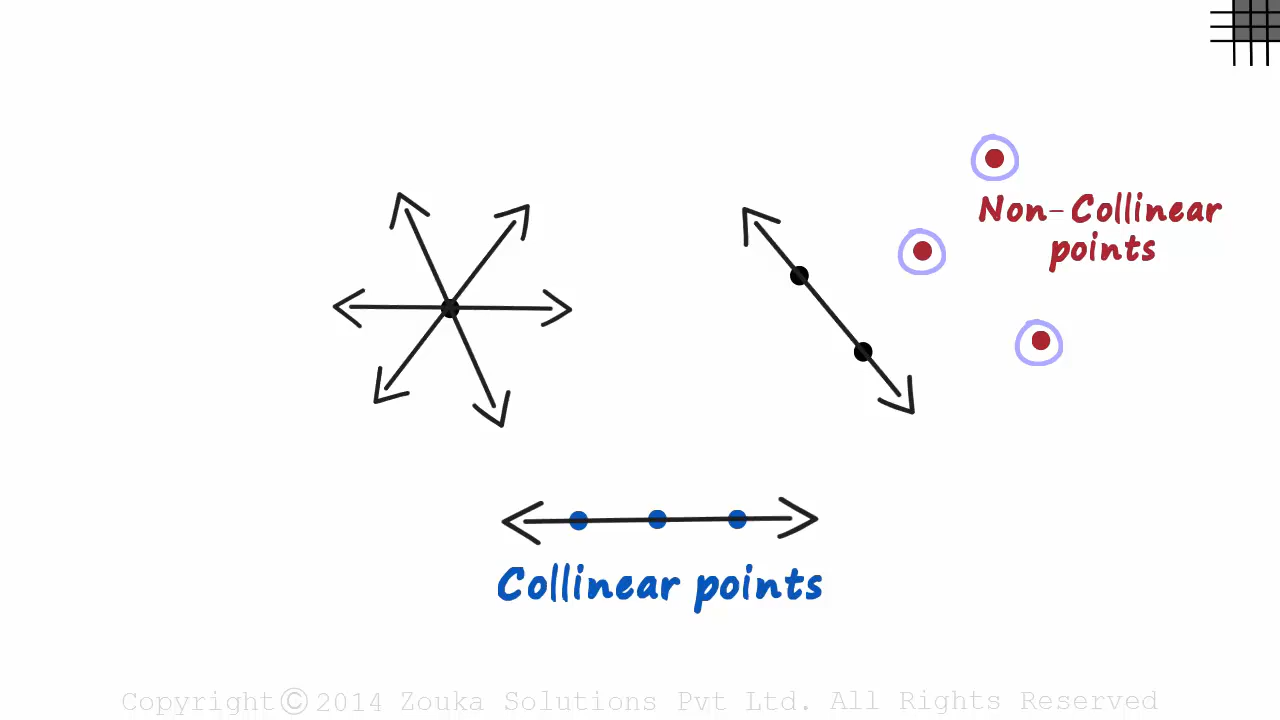 Non-Collinear
points
Collinear points
Copyright©2014 Zouka Solutions Pvt Ltd. All Rights Reserved